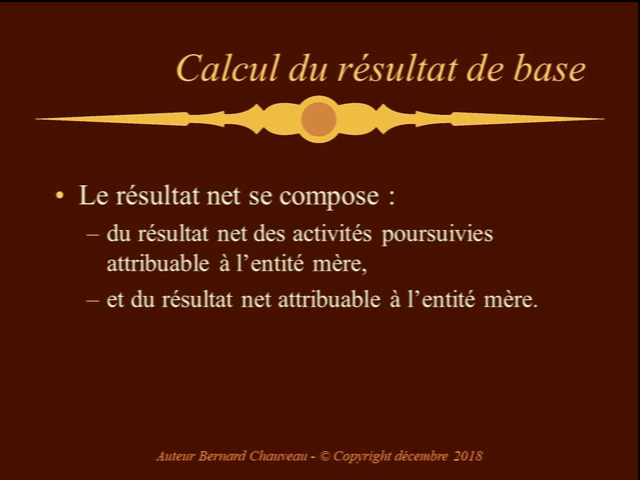 Calcul du résultat de base
• Le résultat net se compose :
– du résultat net des activités poursuivies
attribuable à l’entité mère,
– et du résultat net attribuable à l’entité mère.
Auteur Bernard Chauveau - © Copyright décembre 2018